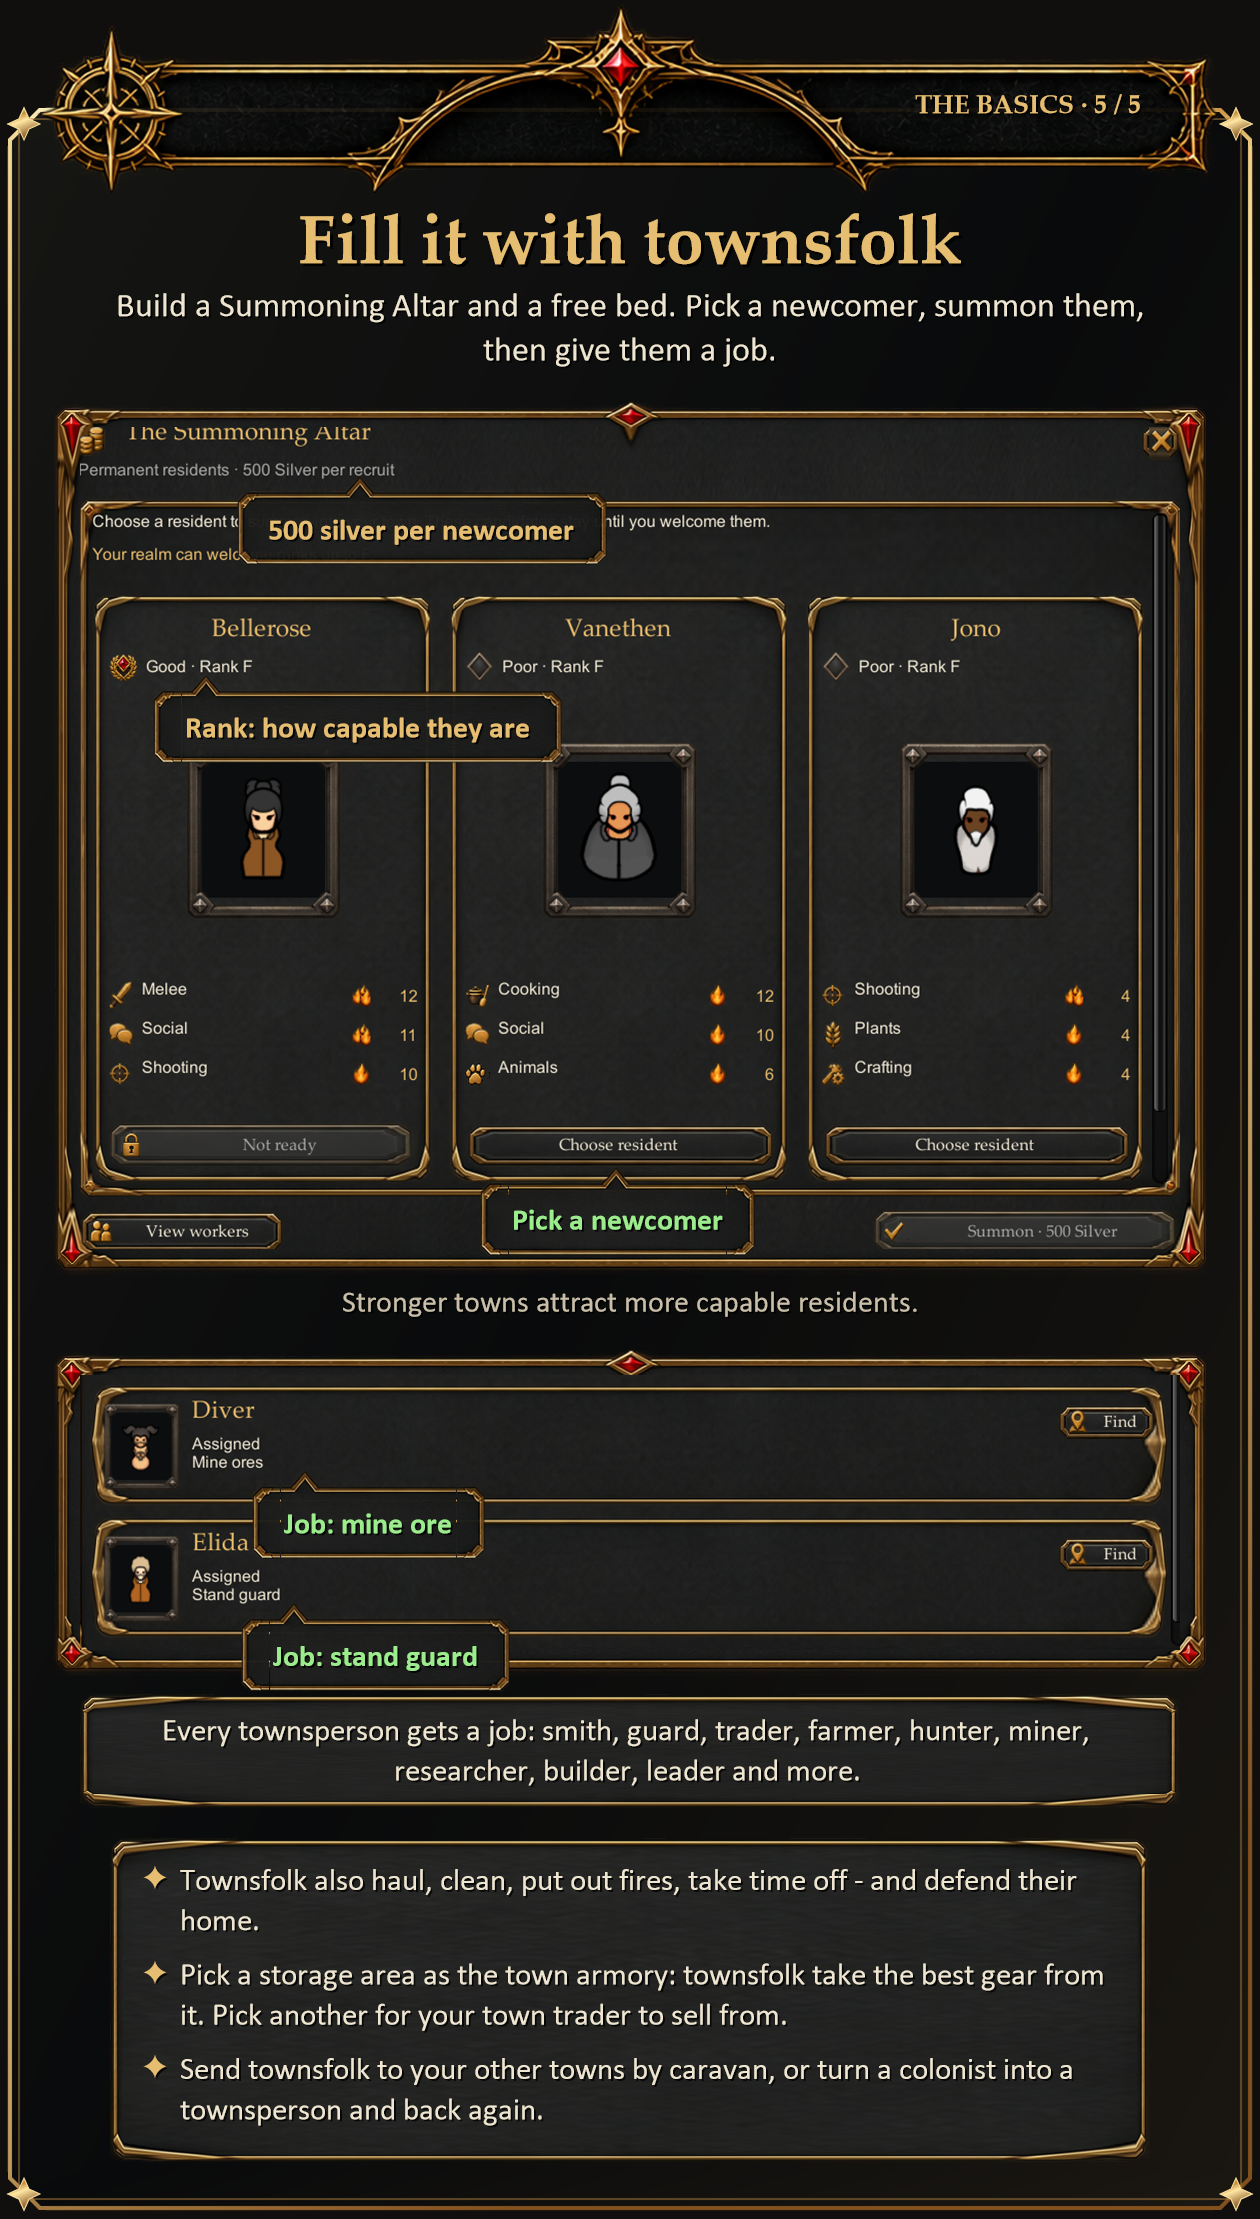 THE BASICS · 5 / 5
Fill it with townsfolk
Build a Summoning Altar and a free bed. Pick a newcomer, summon them,
then give them a job.
The Summoning Altar
Permanent residents · 500 Silver per recruit
500 silver per newcomer
Choose a resident to until you welcome them.
Your realm can
Bellerose
Good · Rank F
Vanethen
Poor · Rank F
Jono
Poor · Rank F
Rank: how capable they are
Melee 12
Social 11
Shooting 10
Not ready
Cooking 12
Social 10
Animals 6
Choose resident
Shooting 4
Plants 4
Crafting 4
Choose resident
Pick a newcomer
View workers
Summon · 500 Silver
Stronger towns attract more capable residents.
Diver
Assigned
Mine ores
Find
Job: mine ore
Elida
Assigned
Stand guard
Find
Job: stand guard
Every townsperson gets a job: smith, guard, trader, farmer, hunter, miner,
researcher, builder, leader and more.
Townsfolk also haul, clean, put out fires, take time off - and defend their
home.
Pick a storage area as the town armory: townsfolk take the best gear from
it. Pick another for your town trader to sell from.
Send townsfolk to your other towns by caravan, or turn a colonist into a
townsperson and back again.